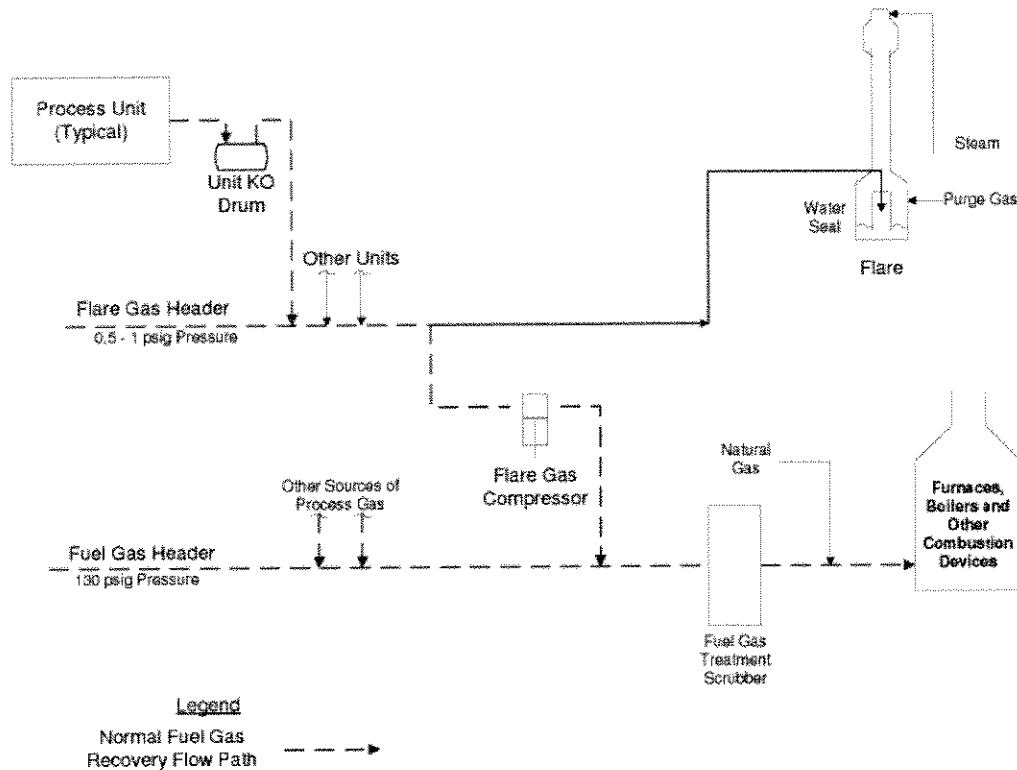 Process Unit
(Typical)
Unit KO
Drum
Steam
Purge Gas
Water
Seal
Flare
Other Units
Flare Gas Header
0.5 - 1 psig Pressure
Flare Gas
Compressor
Natural
Gas
Other Sources of
Process Gas
Fuel Gas Header
130 psig Pressure
Furnaces,
Boilers and
Other
Combustion
Devices
Fuel Gas
Treatment
Scrubber
Legend
Normal Fuel Gas
Recovery Flow Path